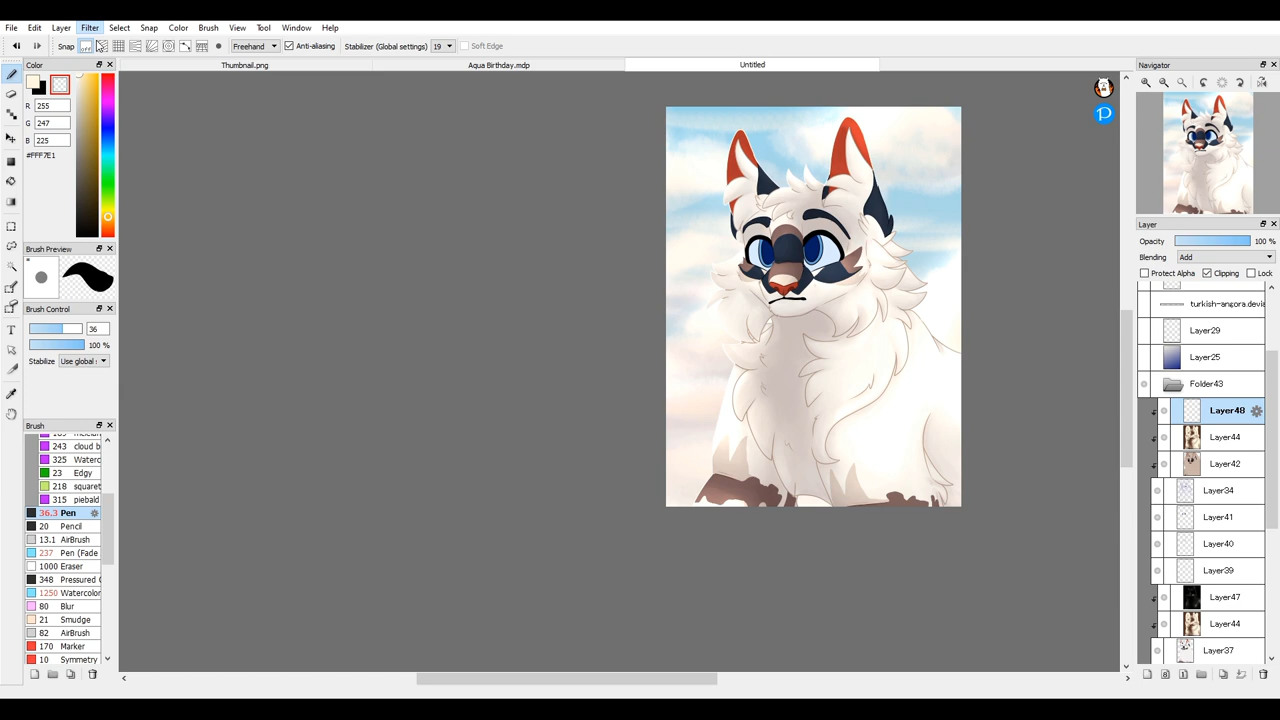 File Edit Layer Filter Select Snap Color Brush View Tool Window Help
Snap off Freehand Anti-aliasing Stabilizer (Global settings) 19 Soft Edge
Color Thumbnail.png Aqua Birthday.mdp Untitled Navigator
R 255
G 247
B 225
#FFF7E1
Brush Preview
Brush Control
36
100 %
Stabilize Use global
Brush
243 cloud b
325 Waterc
23 Edgy
218 squaret
315 piebald
36.3 Pen
20 Pencil
13.1 AirBrush
237 Pen (Fade
1000 Eraser
348 Pressured
1250 Watercolo
80 Blur
21 Smudge
82 AirBrush
170 Marker
10 Symmetry
Layer
Opacity 100 %
Blending Add
Protect Alpha Clipping Lock
turkish-angora.devia
Layer29
Layer25
Folder43
Layer48
Layer44
Layer42
Layer34
Layer41
Layer40
Layer39
Layer47
Layer44
Layer37